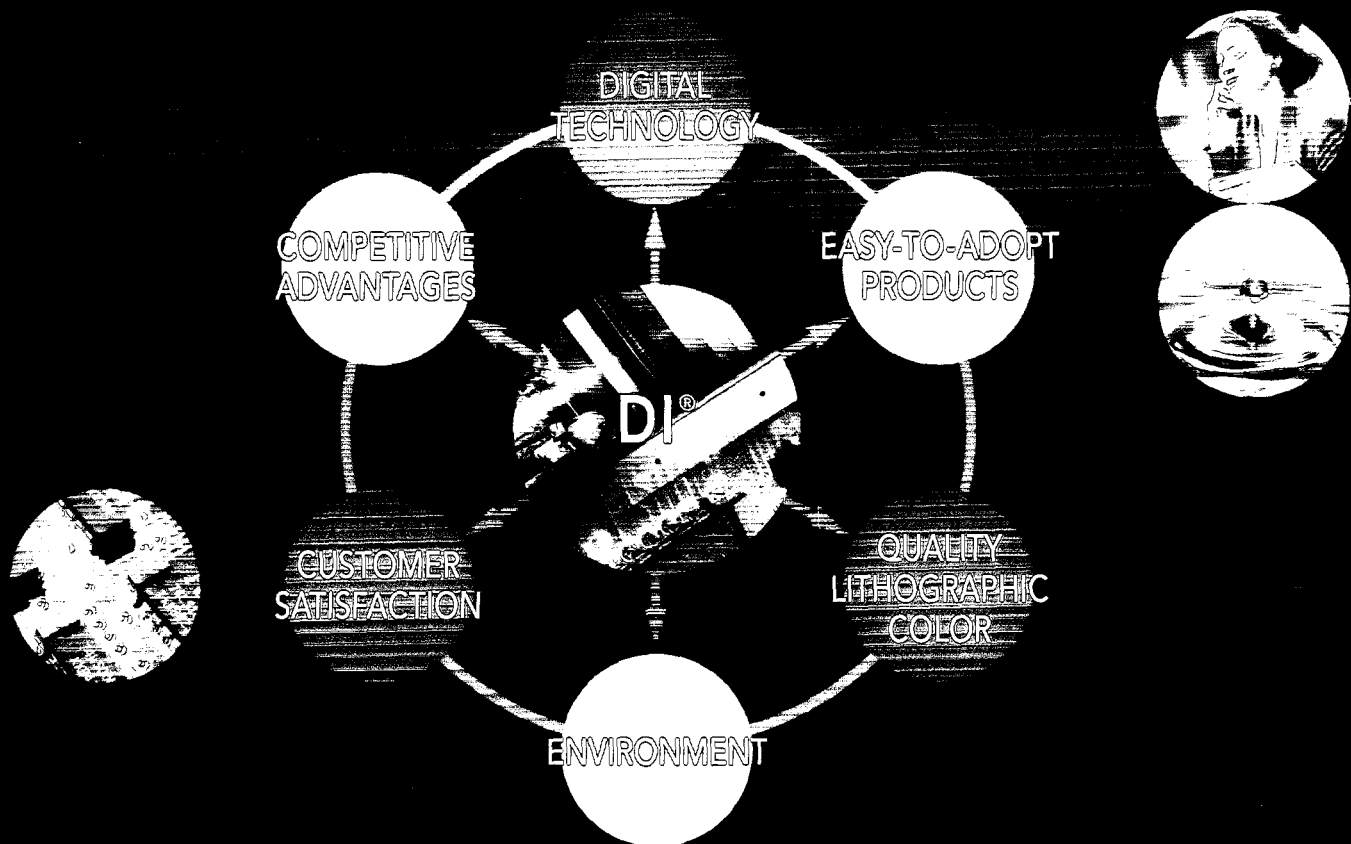 DIGITAL
TECHNOLOGY
COMPETITIVE
ADVANTAGES
EASY-TO-ADOPT
PRODUCTS
DI®
CUSTOMER
SATISFACTION
QUALITY
LITHOGRAPHIC
COLOR
ENVIRONMENT